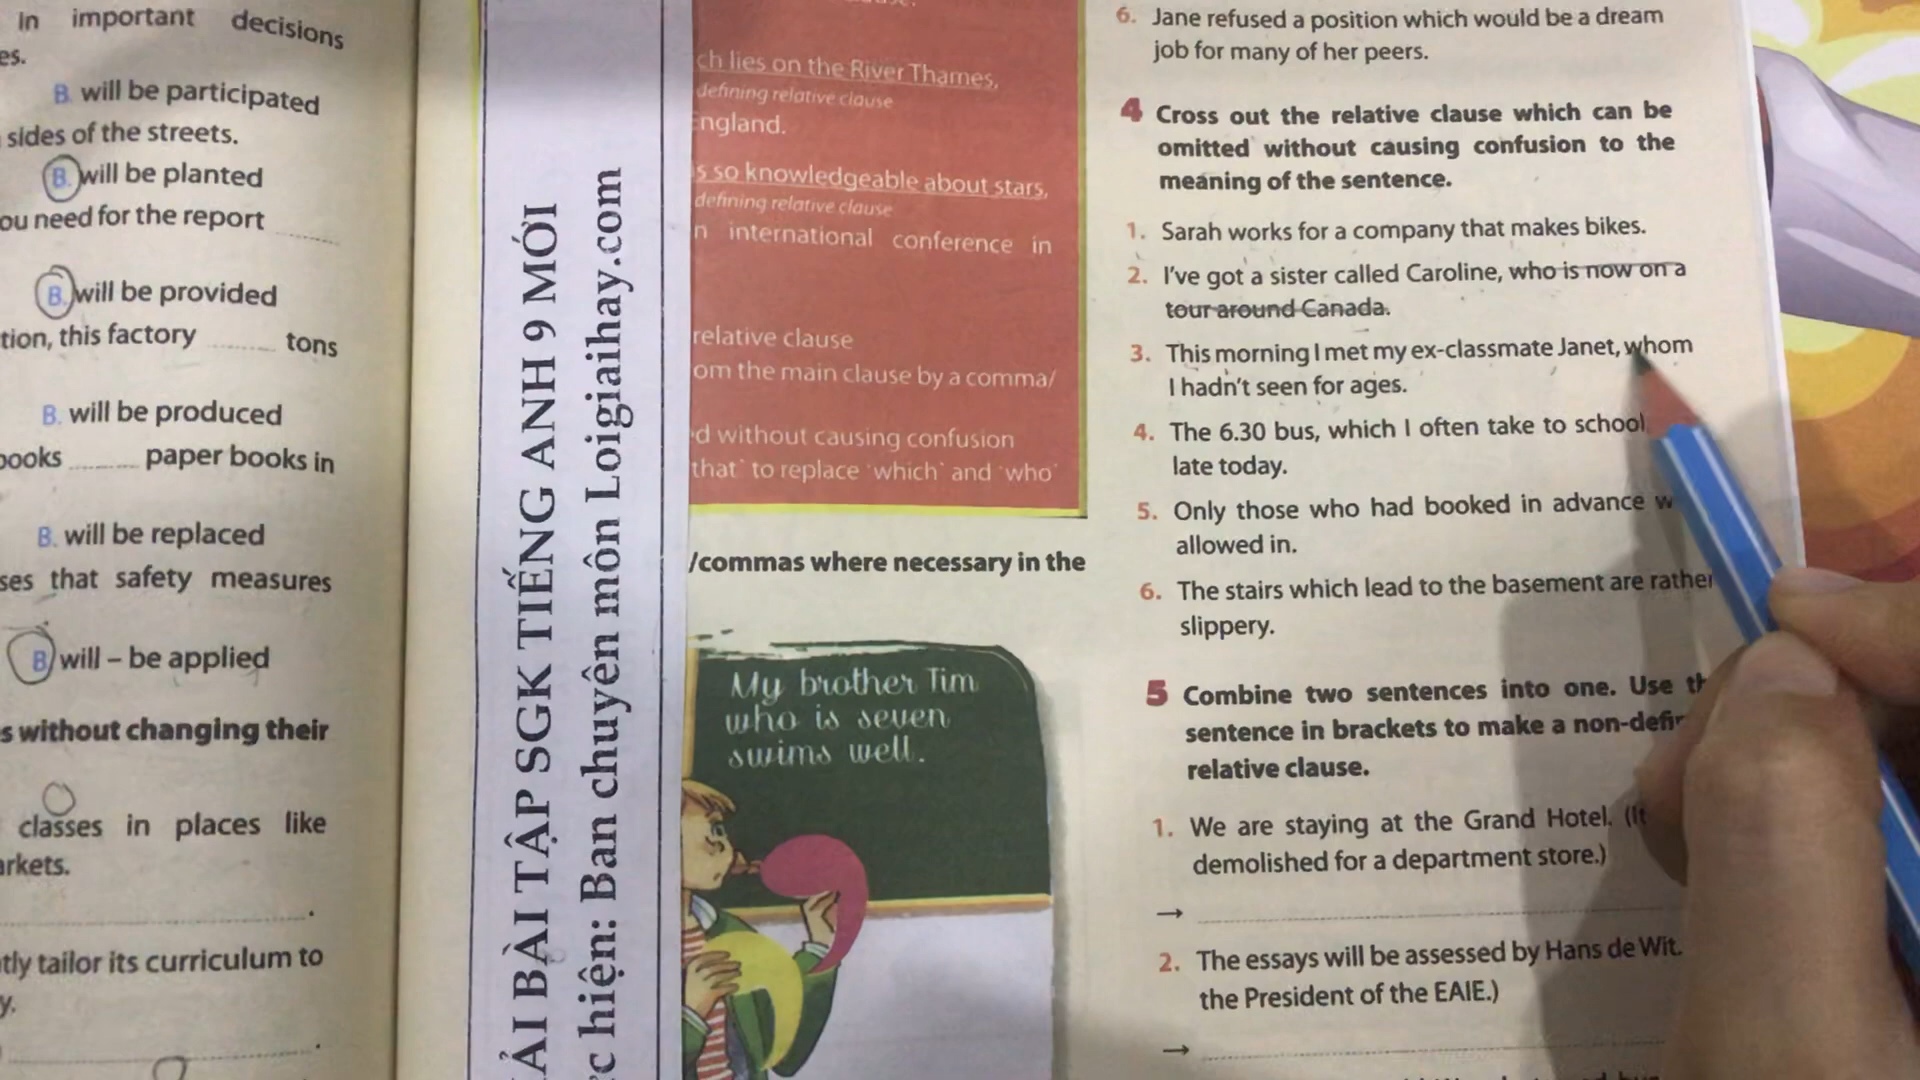 in important decisions
es.
B. will be participated
sides of the streets.
B. will be planted
ou need for the report
B. will be provided
tion, this factory ........ tons
B. will be produced
books ........ paper books in
B. will be replaced
ses that safety measures
B. will – be applied
s without changing their
classes in places like
arkets.
tly tailor its curriculum to
y.
ẢI BÀI TẬP SGK TIẾNG ANH 9 MỚI
ực hiện: Ban chuyên môn Loigiaihay.com
ch lies on the River Thames,
defining relative clause
England.
s so knowledgeable about stars,
defining relative clause
n international conference in
relative clause
om the main clause by a comma/
d without causing confusion
that' to replace 'which' and 'who'
/commas where necessary in the
My brother Tim
who is seven
swims well.
6. Jane refused a position which would be a dream
job for many of her peers.
4 Cross out the relative clause which can be
omitted without causing confusion to the
meaning of the sentence.
1. Sarah works for a company that makes bikes.
2. I've got a sister called Caroline, who is now on a
tour around Canada.
3. This morning I met my ex-classmate Janet, whom
I hadn't seen for ages.
4. The 6.30 bus, which I often take to school
late today.
5. Only those who had booked in advance w
allowed in.
6. The stairs which lead to the basement are rather
slippery.
5 Combine two sentences into one. Use th
sentence in brackets to make a non-defin
relative clause.
1. We are staying at the Grand Hotel. (It
demolished for a department store.)
→
2. The essays will be assessed by Hans de Wit.
the President of the EAIE.)
→